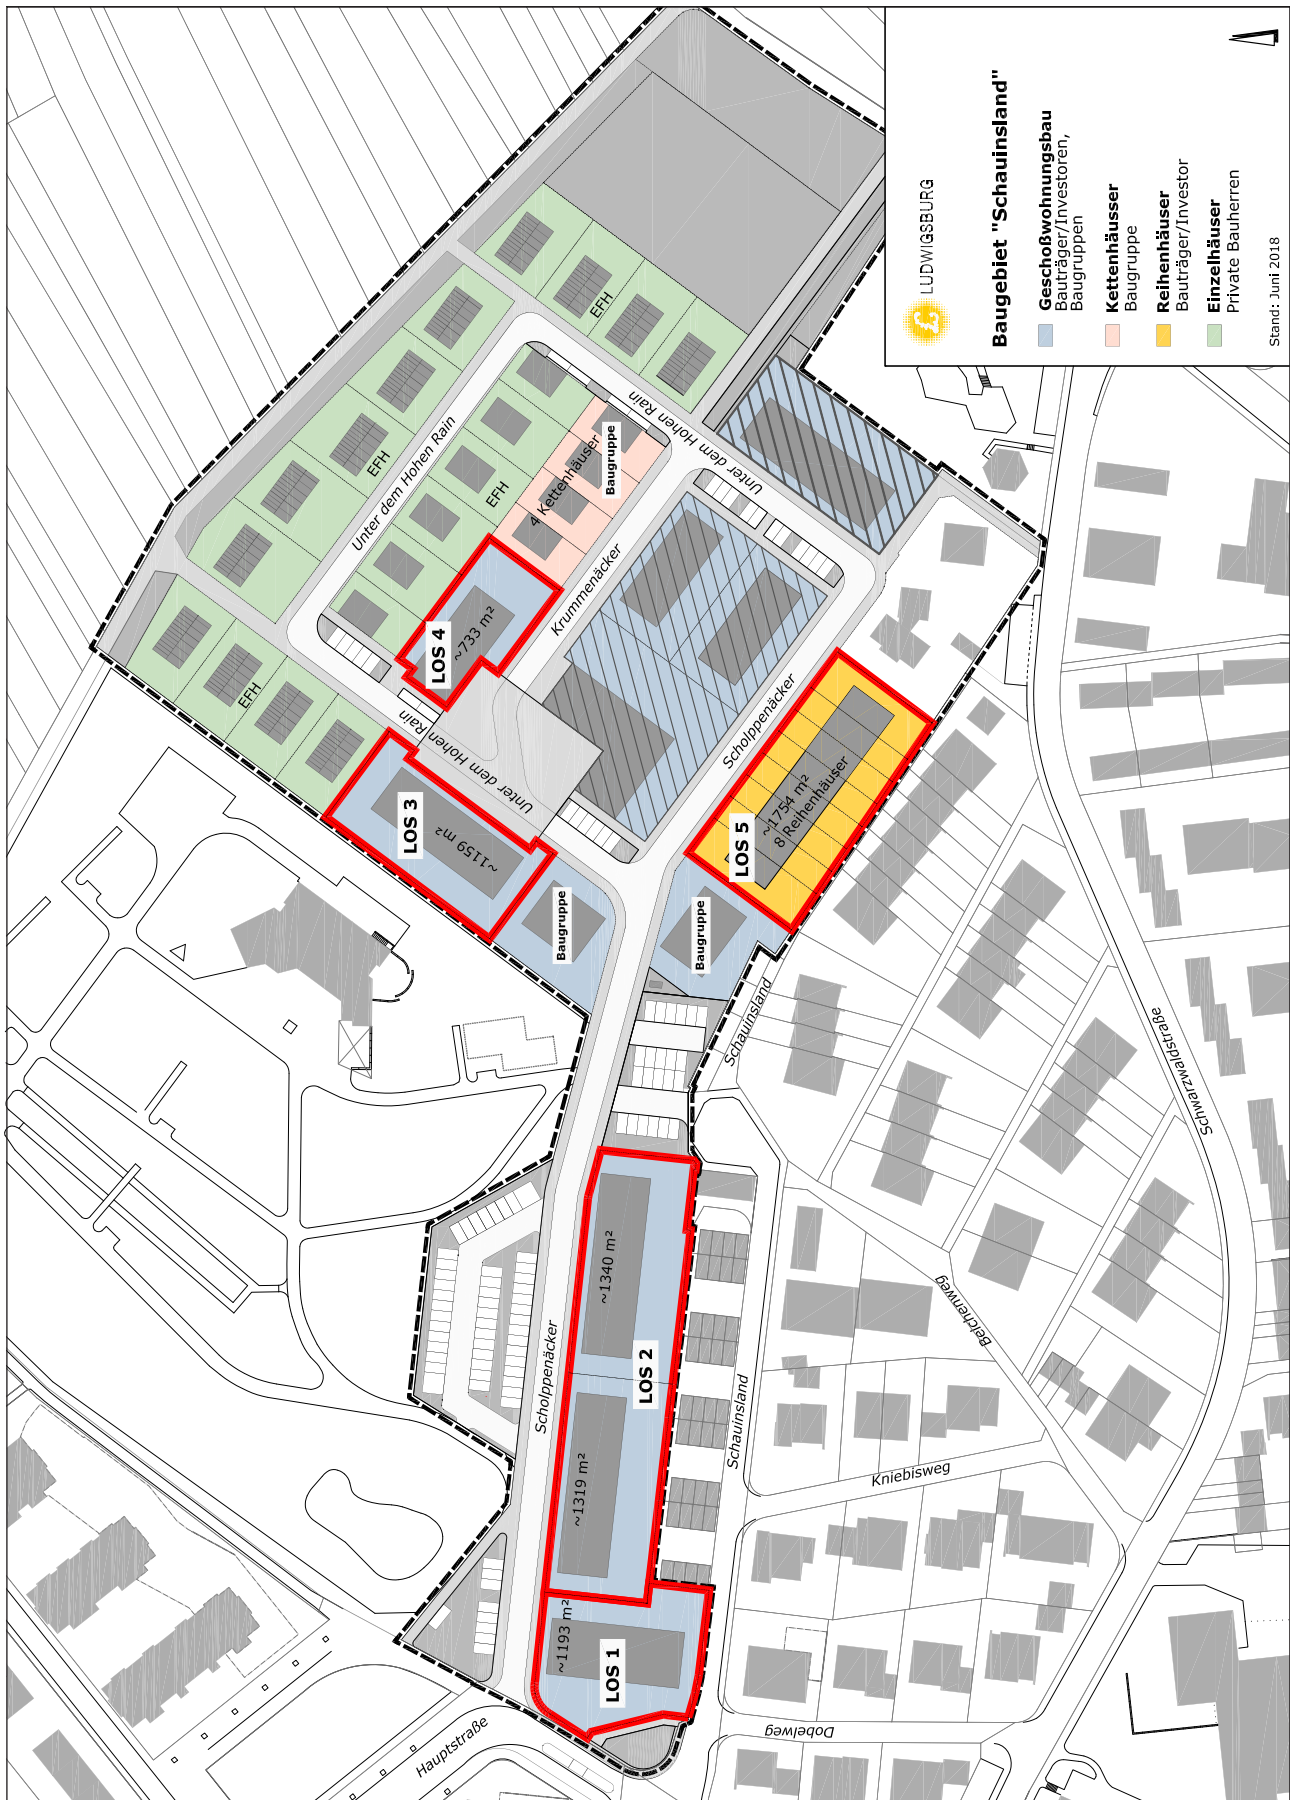 LUDWIGSBURG
Baugebiet "Schauinsland"
Geschoßwohnungsbau
Bauträger/Investoren,
Baugruppen
Kettenhäusser
Baugruppe
Reihenhäuser
Bauträger/Investor
Einzelhäuser
Private Bauherren
Stand: Juni 2018
EFH
EFH
EFH
EFH
Unter dem Hohen Rain
Unter dem Hohen Rain
Unter dem Hohen Rain
Rain
4 Kettenhäuser
Baugruppe
Krummenäcker
LOS 4
~733 m²
LOS 3
~1159 m²
Scholppenäcker
LOS 5
~1754 m²
8 Reihenhäuser
Baugruppe
Baugruppe
Schauinsland
Schwarzwaldstraße
Scholppenäcker
~1340 m²
LOS 2
~1319 m²
Schauinsland
Belchenweg
Kniebisweg
~1193 m²
LOS 1
Dobelweg
Hauptstraße